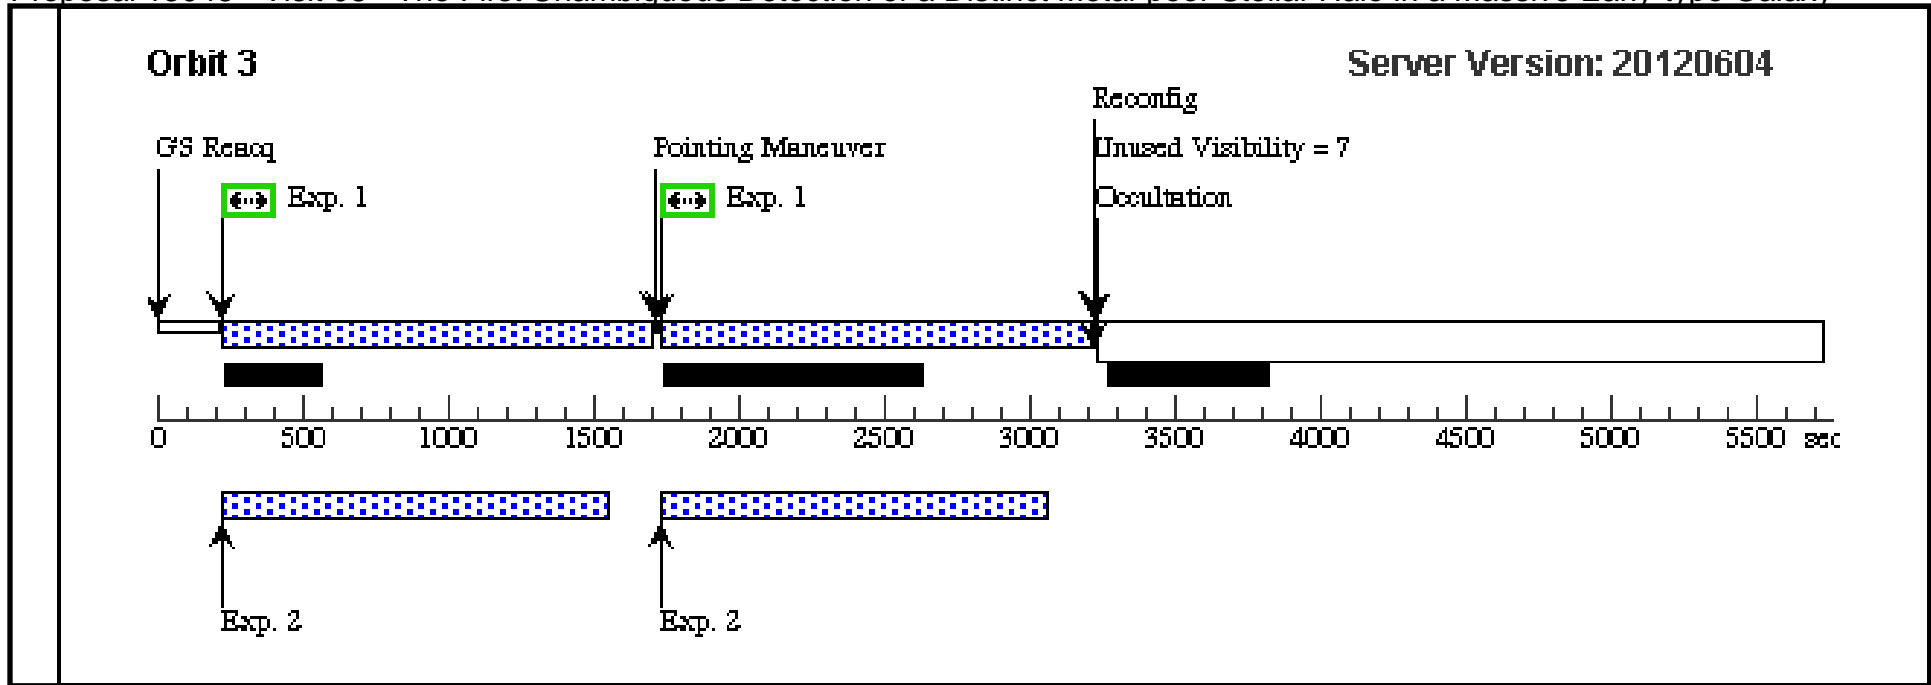 Orbit 3
Server Version: 20120604
Reconfig
GS Reacq
Pointing Maneuver
Unused Visibility = 7
Exp. 1
Exp. 1
Occultation
0 500 1000 1500 2000 2500 3000 3500 4000 4500 5000 5500 sec
Exp. 2
Exp. 2